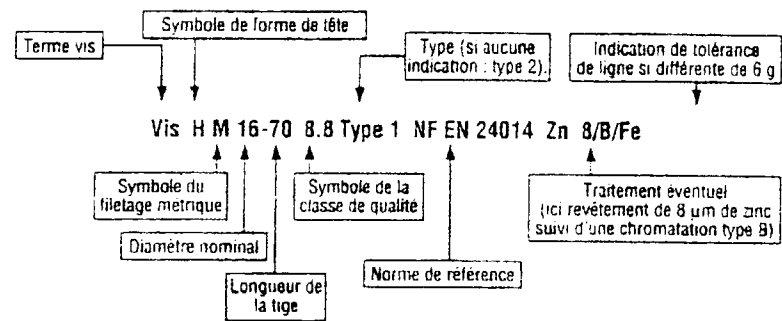 Symbole de forme de tête
Terme vis
Type (si aucune
indication : type 2).
Indication de tolérance
de ligne si différente de 6 g
Vis H M 16-70 8.8 Type 1 NF EN 24014 Zn 8/B/Fe
Symbole du
filetage métrique
Symbole de la
classe de qualité
Traitement éventuel
(ici revêtement de 8 µm de zinc
suivi d'une chromatation type B)
Diamètre nominal
Longueur de
la tige
Norme de référence